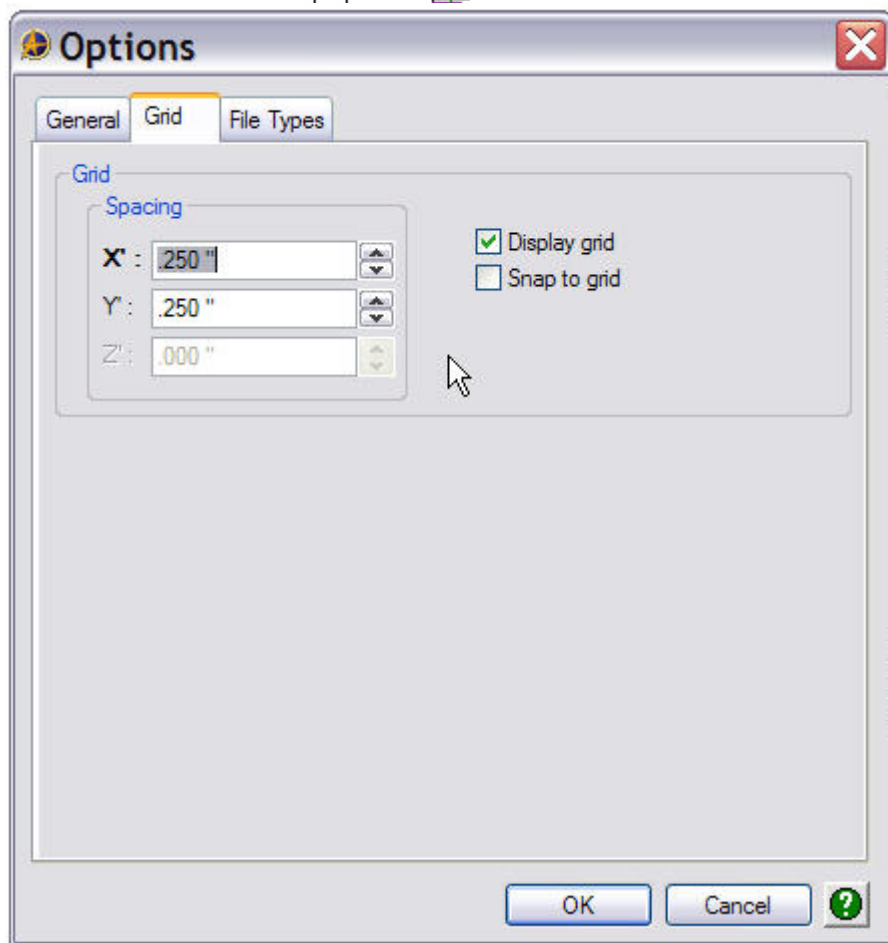 Options
General Grid File Types
Grid
Spacing
X' : .250 "
Y' : .250 "
Z' : .000 "
Display grid
Snap to grid
OK Cancel ?